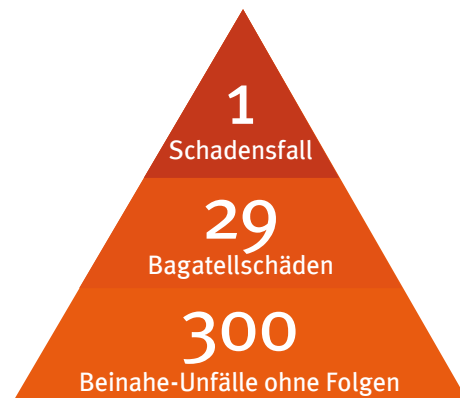 1
Schadensfall
29
Bagatellschäden
300
Beinahe-Unfälle ohne Folgen